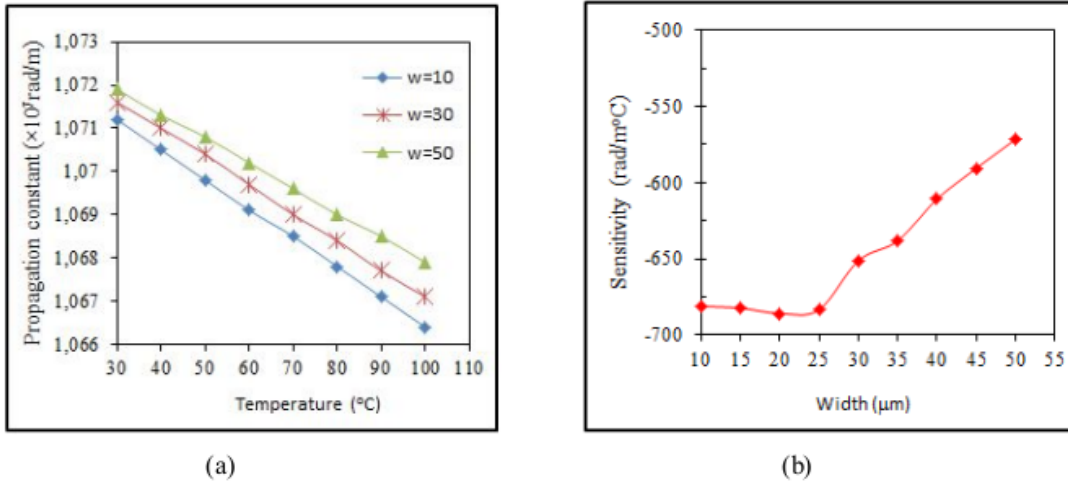 Propagation constant (×10⁷rad/m)
1,073
1,072
1,071
1,07
1,069
1,068
1,067
1,066
w=10
w=30
w=50
30 40 50 60 70 80 90 100 110
Temperature (°C)
(a)
Sensitivity (rad/m°C)
-500
-550
-600
-650
-700
10 15 20 25 30 35 40 45 50 55
Width (μm)
(b)